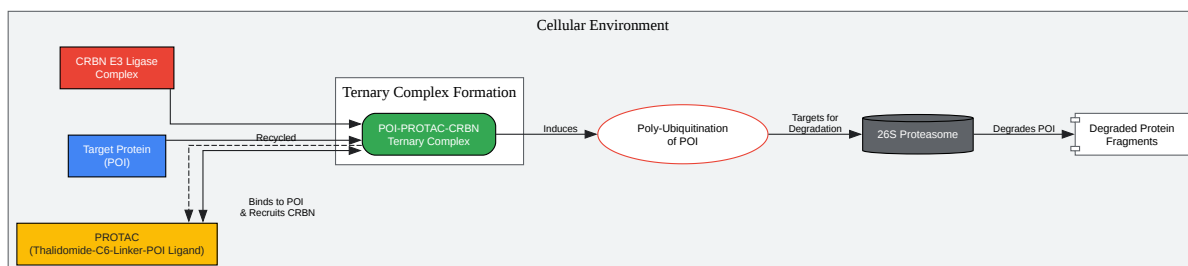 Cellular Environment
CRBN E3 Ligase
Complex
Ternary Complex Formation
POI-PROTAC-CRBN
Ternary Complex
Recycled
Target Protein
(POI)
Induces
Poly-Ubiquitination
of POI
Targets for
Degradation
26S Proteasome
Degrades POI
Degraded Protein
Fragments
Binds to POI
& Recruits CRBN
PROTAC
(Thalidomide-C6-Linker-POI Ligand)